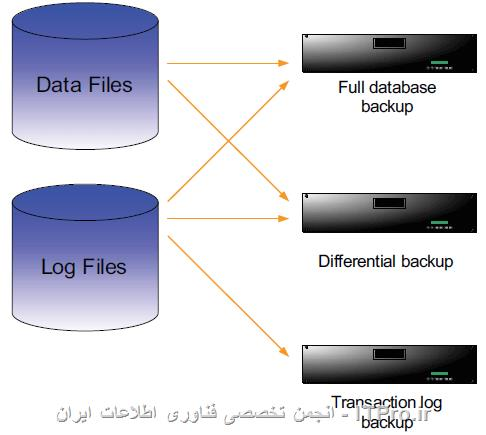 Data Files
Full database
backup
Log Files
Differential backup
Transaction log
backup
ITPro.ir - انجمن تخصصی فناوری اطلاعات ایران